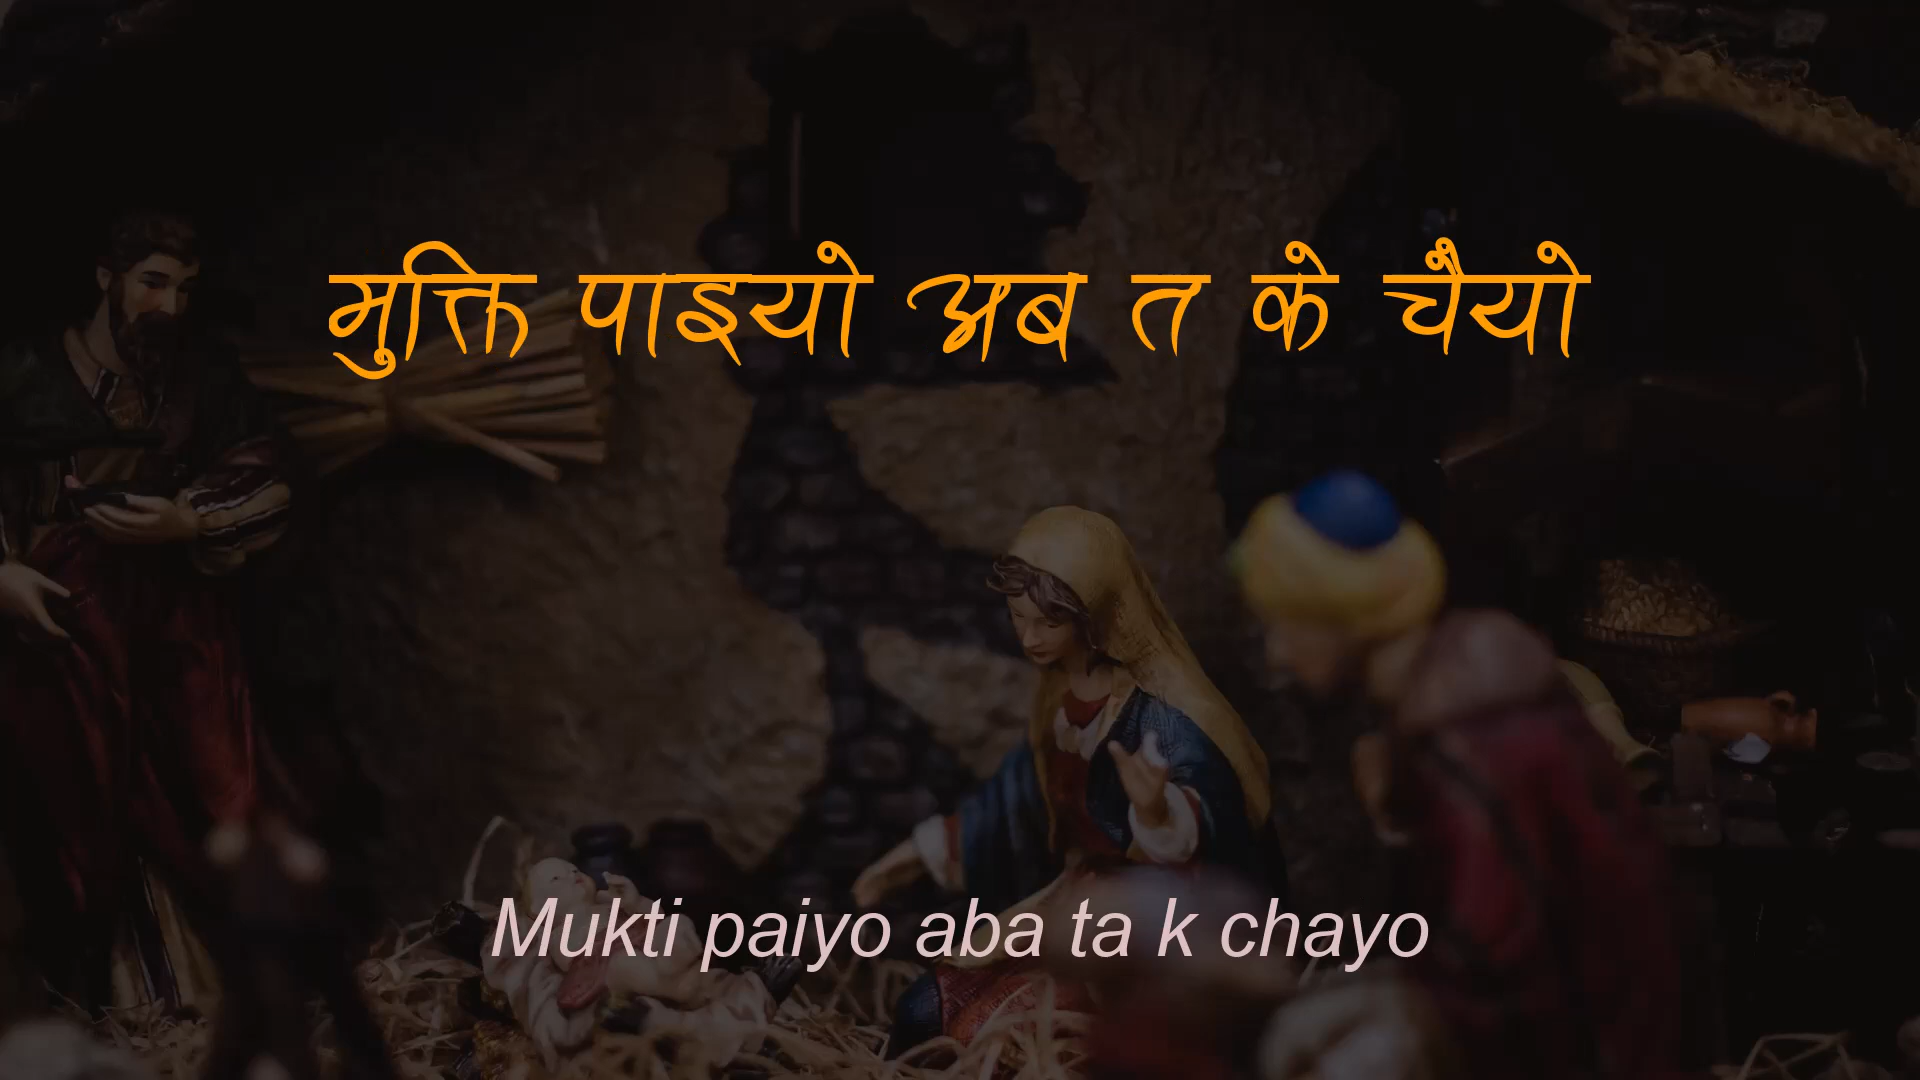 मुक्ति पाइयो अब त के चैयो
Mukti paiyo aba ta k chayo